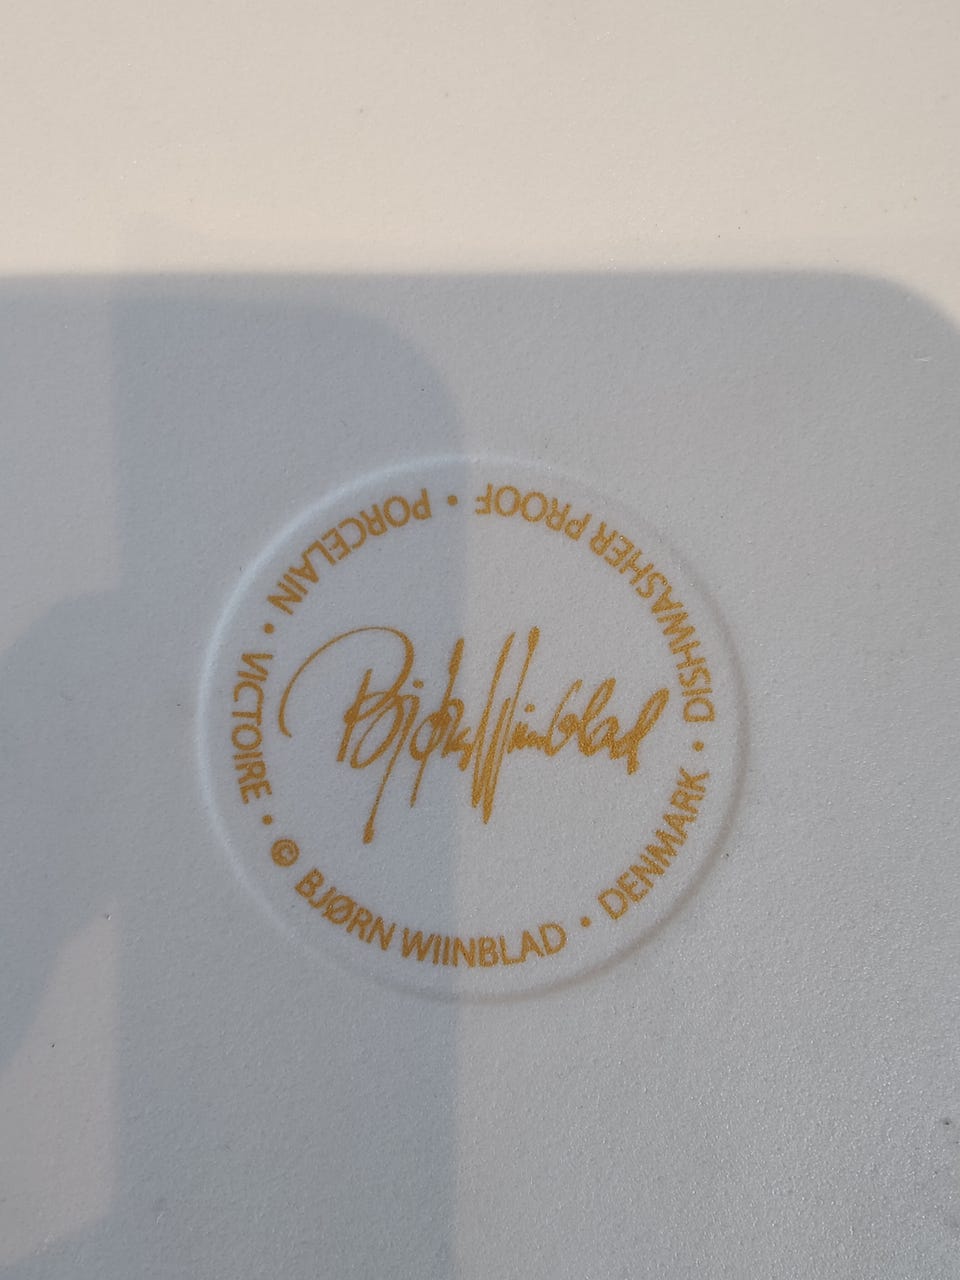 Bjørn Wiinblad
© BJØRN WIINBLAD • DENMARK • DISHWASHER PROOF • PORCELAIN • VICTOIRE •